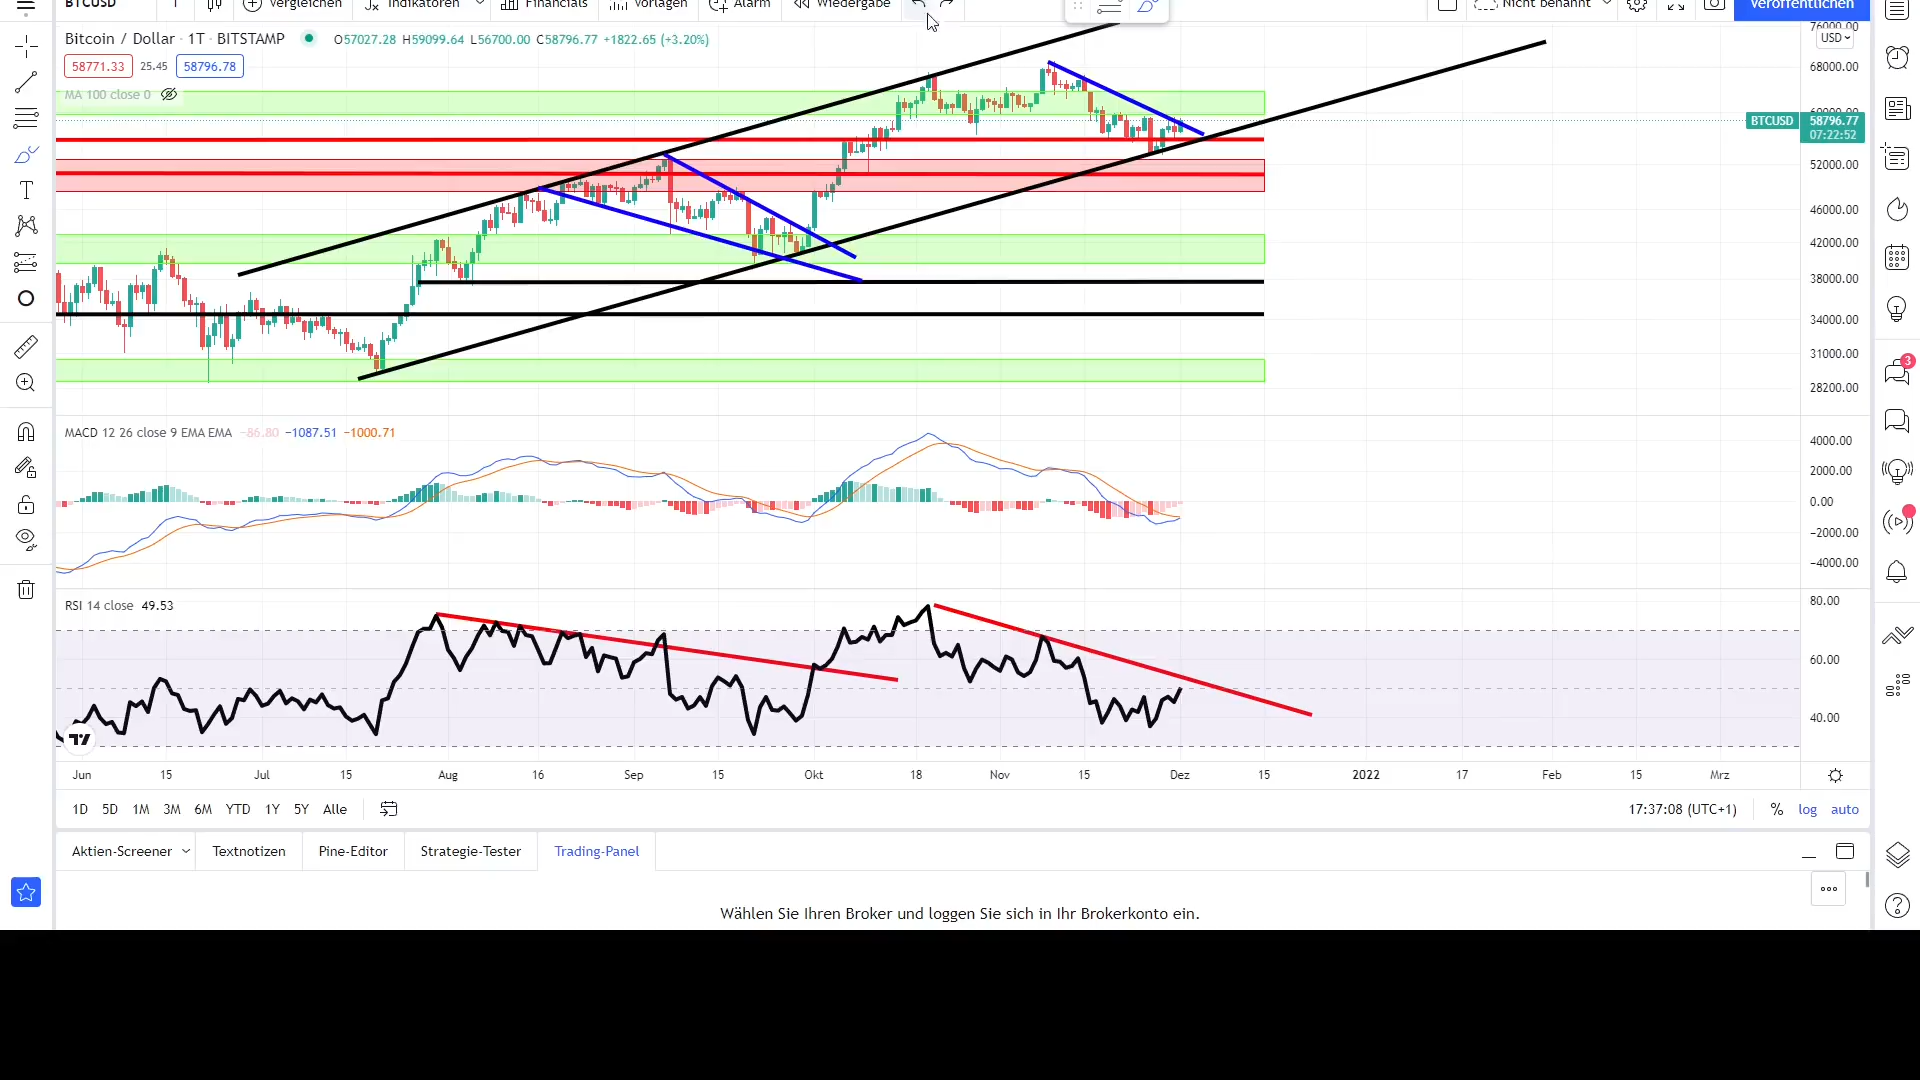 BTCUSD 1 Vergleichen Indikatoren Financials Vorlagen Alarm Wiedergabe Nicht benannt Veröffentlichen
Bitcoin / Dollar · 1T · BITSTAMP O57027.28 H59099.64 L56700.00 C58796.77 +1822.65 (+3.20%)
58771.33 25.45 58796.78
MA 100 close 0
76000.00
USD
68000.00
60000.00
BTCUSD 58796.77
07:22:52
52000.00
46000.00
42000.00
38000.00
34000.00
31000.00
28200.00
MACD 12 26 close 9 EMA EMA −86.80 −1087.51 −1000.71
4000.00
2000.00
0.00
−2000.00
−4000.00
RSI 14 close 49.53
80.00
60.00
40.00
3
Jun 15 Jul 15 Aug 16 Sep 15 Okt 18 Nov 15 Dez 15 2022 17 Feb 15 Mrz
1D 5D 1M 3M 6M YTD 1Y 5Y Alle 17:37:08 (UTC+1) % log auto
Aktien-Screener Textnotizen Pine-Editor Strategie-Tester Trading-Panel
Wählen Sie Ihren Broker und loggen Sie sich in Ihr Brokerkonto ein.